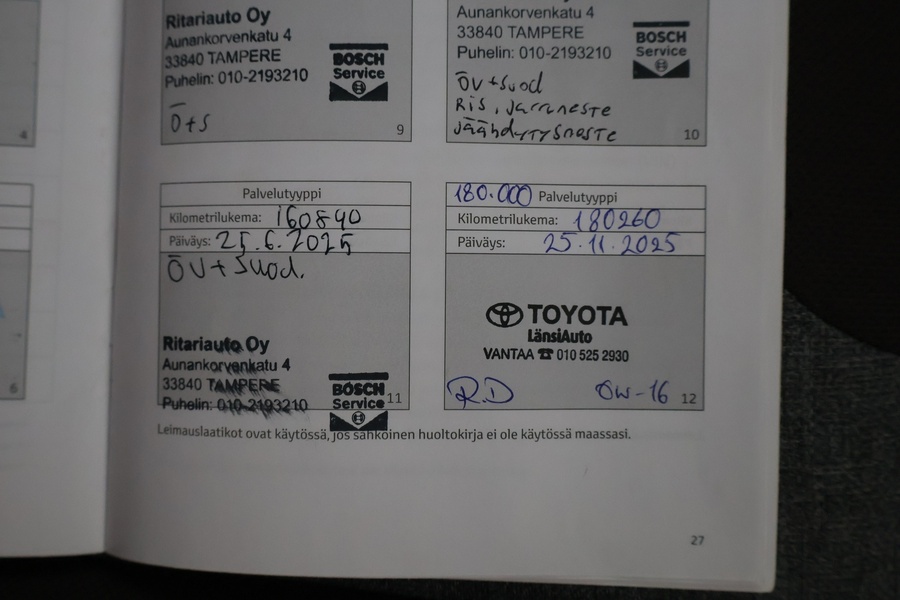 Ritariauto Oy
Aunankorvenkatu 4
33840 TAMPERE
Puhelin: 010-2193210
BOSCH
Service
Ö+S
9
Aunankorvenkatu 4
33840 TAMPERE
Puhelin: 010-2193210
BOSCH
Service
ÖV+Suod
RIS, Jarruneste
Jäähdytysneste
10
4
Palvelutyyppi
Kilometrilukema: 160840
Päiväys: 25.6.2025
ÖV+Suod.
Ritariauto Oy
Aunankorvenkatu 4
33840 TAMPERE
Puhelin: 010-2193210
BOSCH
Service
11
180.000 Palvelutyyppi
Kilometrilukema: 180260
Päiväys: 25.11.2025
TOYOTA
LänsiAuto
VANTAA ☎ 010 525 2930
R.D 0W-16
12
6
Leimauslaatikot ovat käytössä, jos sähköinen huoltokirja ei ole käytössä maassasi.
27